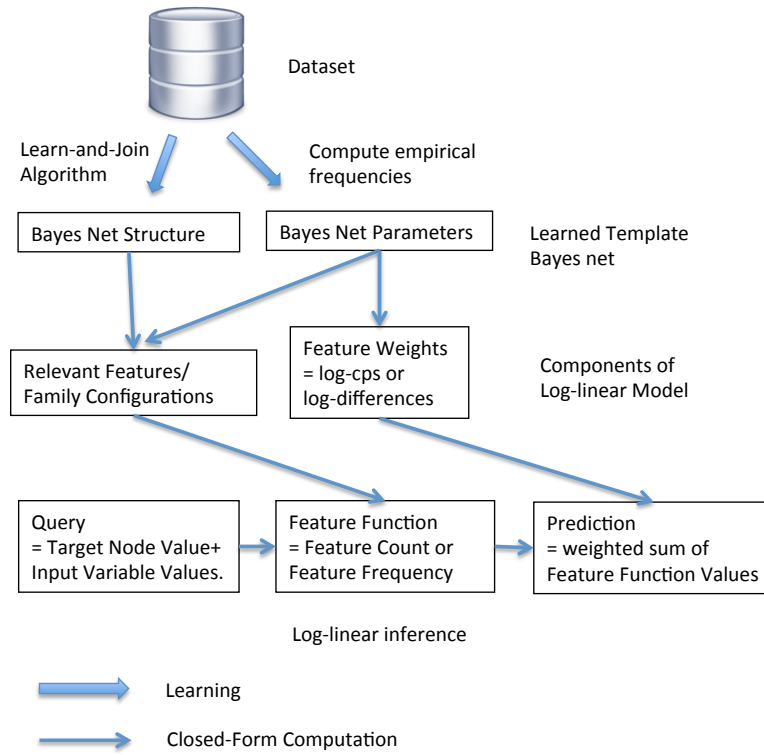 Dataset
Learn-and-Join
Algorithm
Compute empirical
frequencies
Bayes Net Structure
Bayes Net Parameters
Learned Template
Bayes net
Relevant Features/
Family Configurations
Feature Weights
= log-cps or
log-differences
Components of
Log-linear Model
Query
= Target Node Value+
Input Variable Values.
Feature Function
= Feature Count or
Feature Frequency
Prediction
= weighted sum of
Feature Function Values
Log-linear inference
Learning
Closed-Form Computation